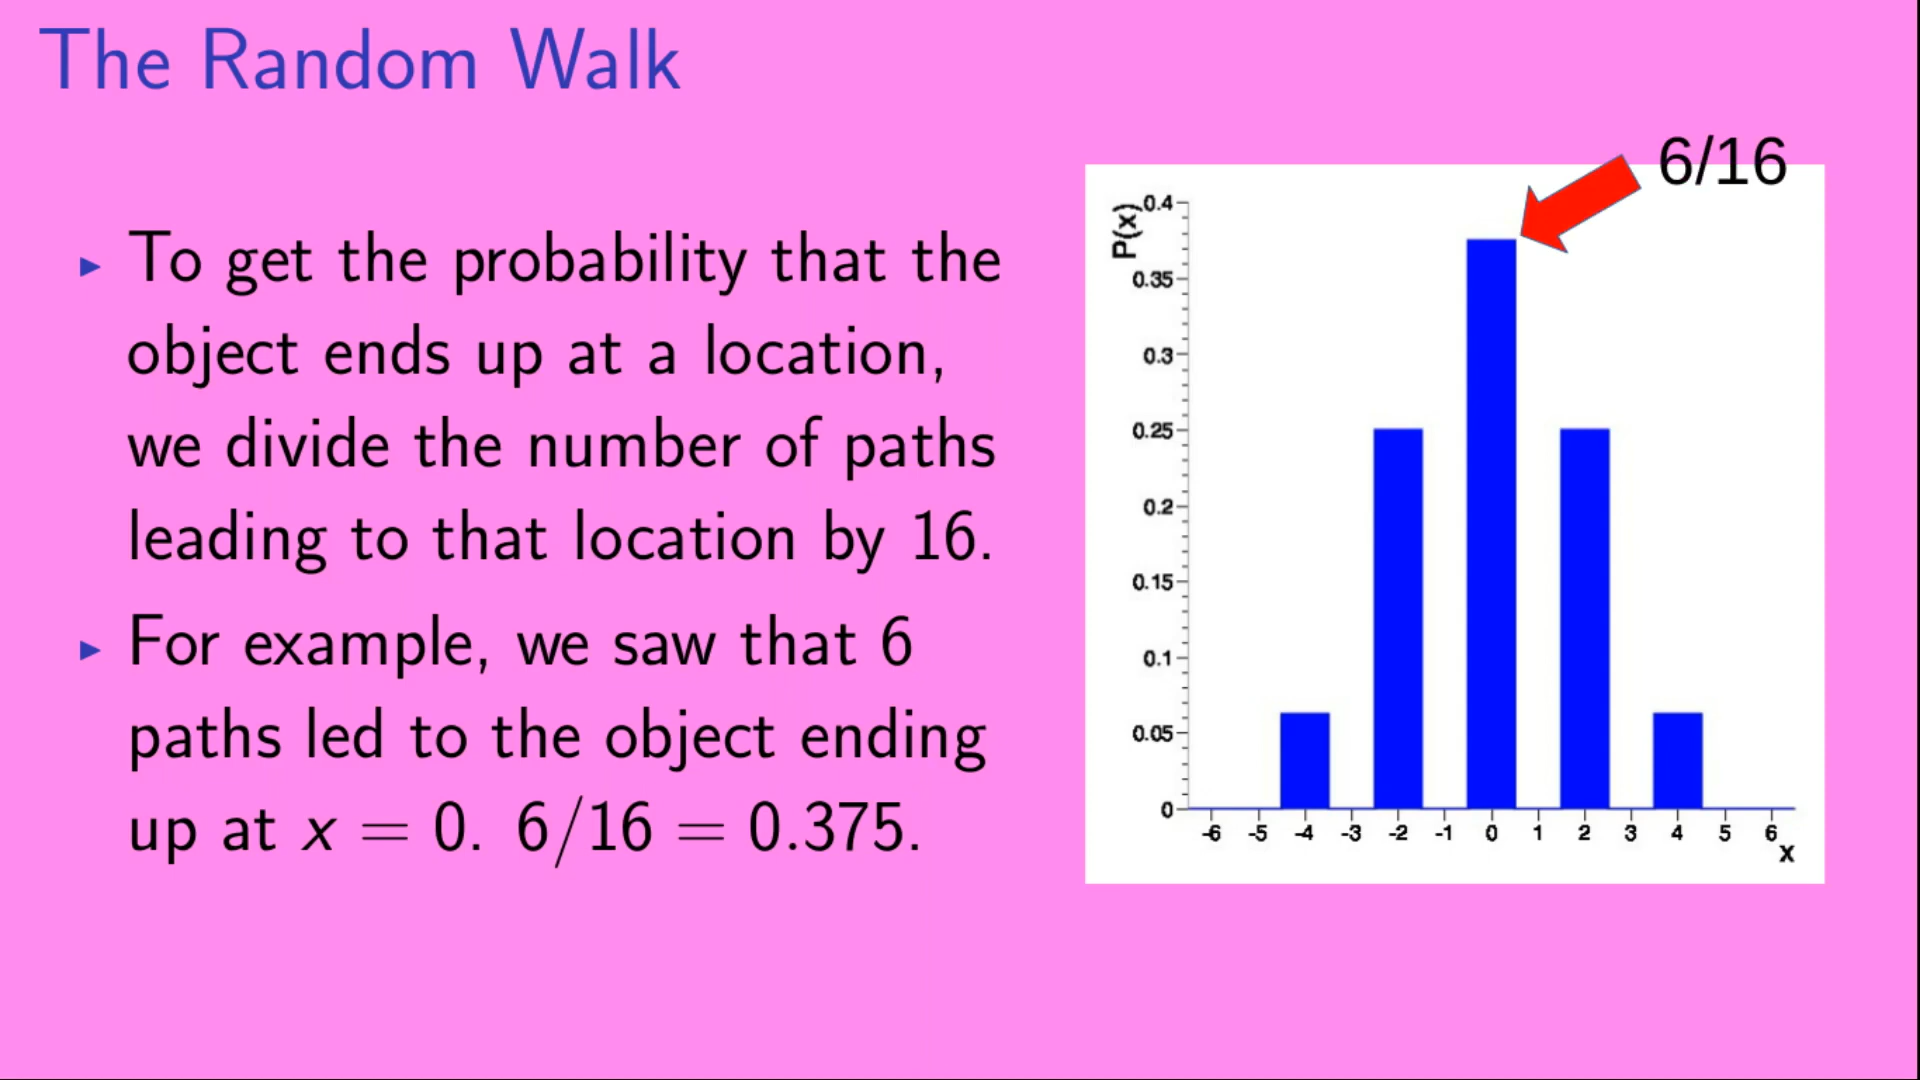 The Random Walk
▸ To get the probability that the
object ends up at a location,
we divide the number of paths
leading to that location by 16.
▸ For example, we saw that 6
paths led to the object ending
up at x = 0. 6/16 = 0.375.
6/16
P(x)
0.4
0.35
0.3
0.25
0.2
0.15
0.1
0.05
0
-6 -5 -4 -3 -2 -1 0 1 2 3 4 5 6
x